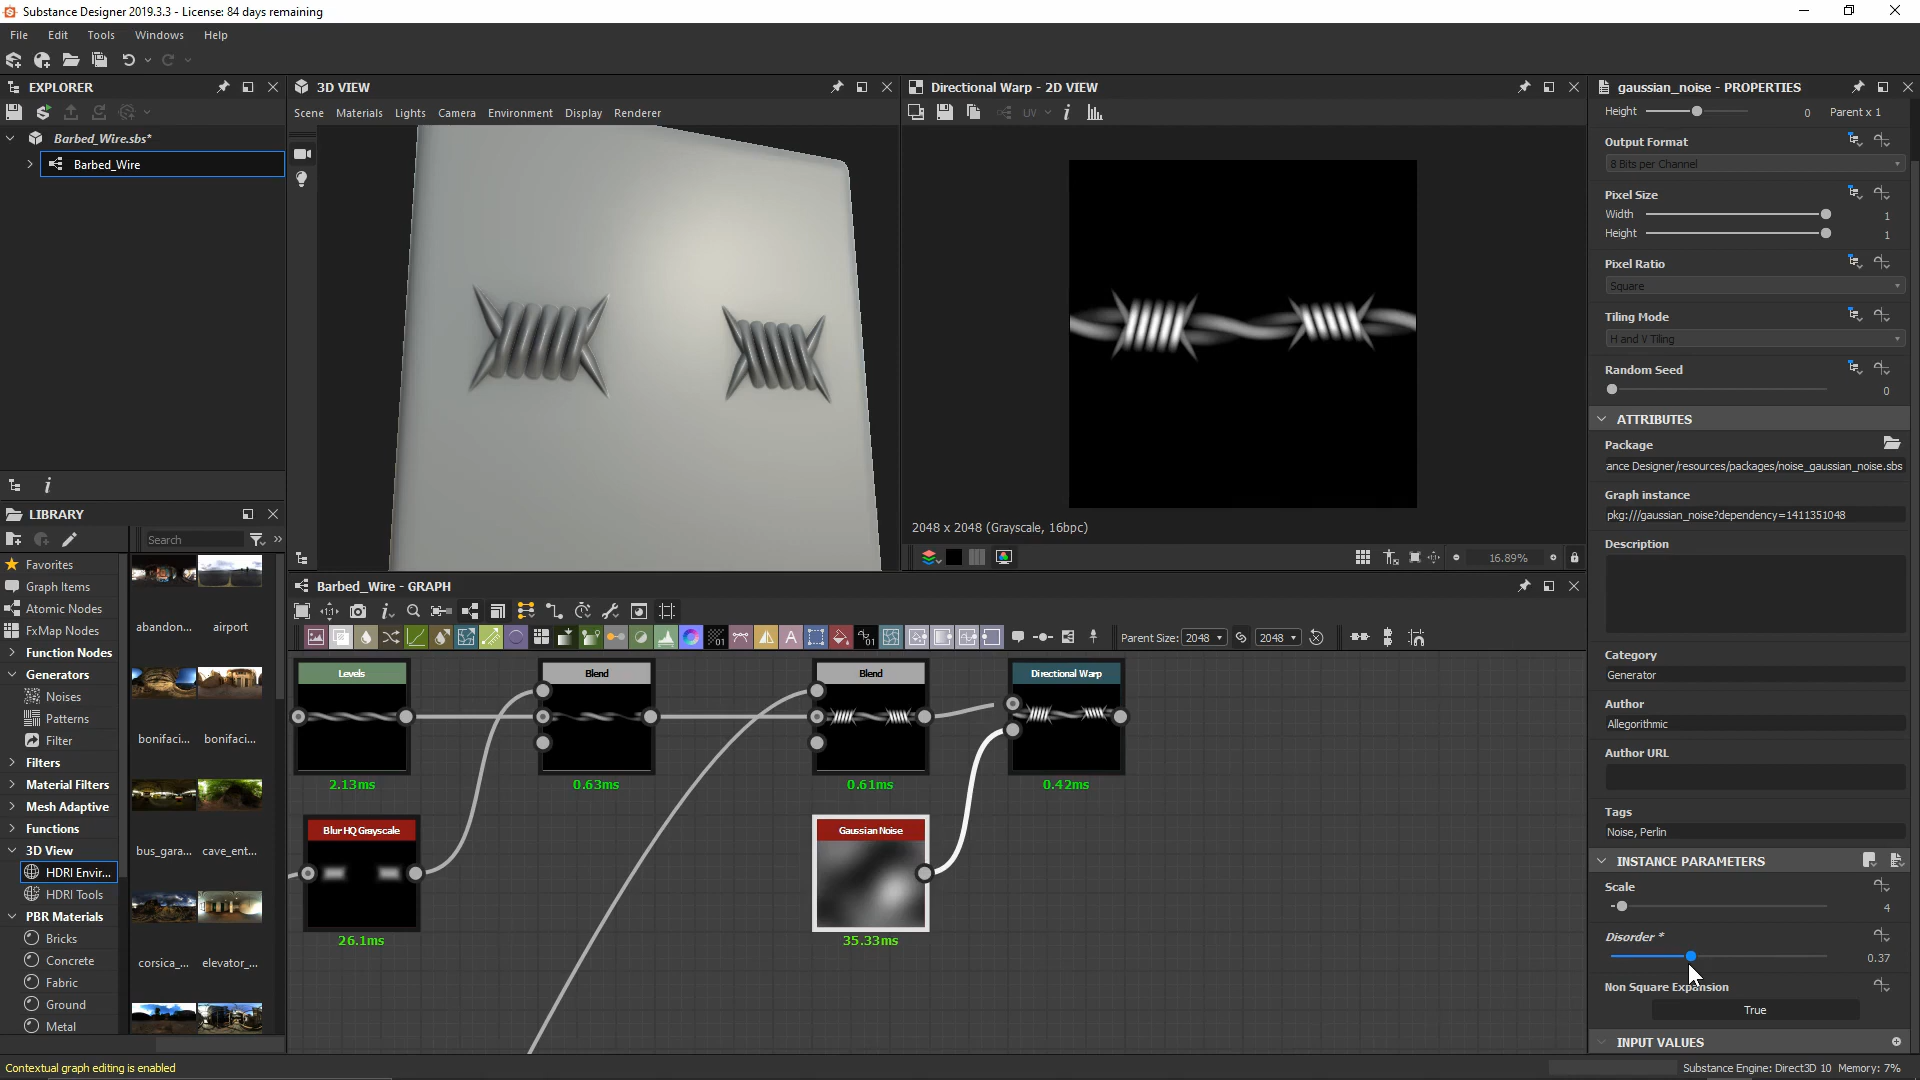 Substance Designer 2019.3.3 - License: 84 days remaining
File Edit Tools Windows Help
EXPLORER
Barbed_Wire.sbs*
Barbed_Wire
LIBRARY
Search
Favorites
Graph Items
Atomic Nodes
FxMap Nodes
Function Nodes
Generators
Noises
Patterns
Filter
Filters
Material Filters
Mesh Adaptive
Functions
3D View
HDRI Envir...
HDRI Tools
PBR Materials
Bricks
Concrete
Fabric
Ground
Metal
abandon... airport
bonifaci... bonifaci...
bus_gara... cave_ent...
corsica_... elevator_...
3D VIEW
Scene Materials Lights Camera Environment Display Renderer
Directional Warp - 2D VIEW
UV
2048 x 2048 (Grayscale, 16bpc)
16.89%
Barbed_Wire - GRAPH
Parent Size: 2048 2048
Levels
2.13ms
Blend
0.63ms
Blend
0.61ms
Directional Warp
0.42ms
Blur HQ Grayscale
26.1ms
Gaussian Noise
35.33ms
gaussian_noise - PROPERTIES
Height 0 Parent x 1
Output Format
8 Bits per Channel
Pixel Size
Width 1
Height 1
Pixel Ratio
Square
Tiling Mode
H and V Tiling
Random Seed
0
ATTRIBUTES
Package
ance Designer/resources/packages/noise_gaussian_noise.sbs
Graph instance
pkg:///gaussian_noise?dependency=1411351048
Description
Category
Generator
Author
Allegorithmic
Author URL
Tags
Noise, Perlin
INSTANCE PARAMETERS
Scale
4
Disorder *
0.37
Non Square Expansion
True
INPUT VALUES
Contextual graph editing is enabled
Substance Engine: Direct3D 10 Memory: 7%